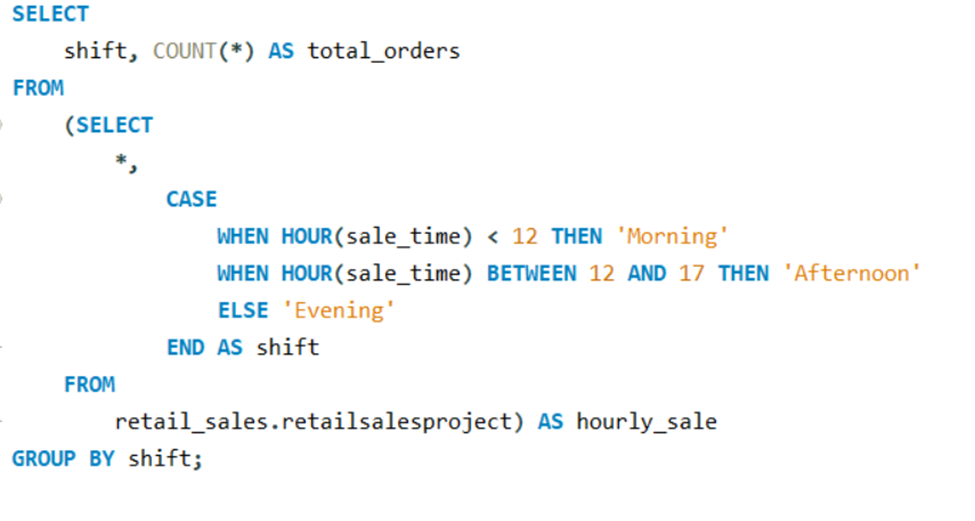 SELECT
shift, COUNT(*) AS total_orders
FROM
(SELECT
*,
CASE
WHEN HOUR(sale_time) < 12 THEN 'Morning'
WHEN HOUR(sale_time) BETWEEN 12 AND 17 THEN 'Afternoon'
ELSE 'Evening'
END AS shift
FROM
retail_sales.retailsalesproject) AS hourly_sale
GROUP BY shift;